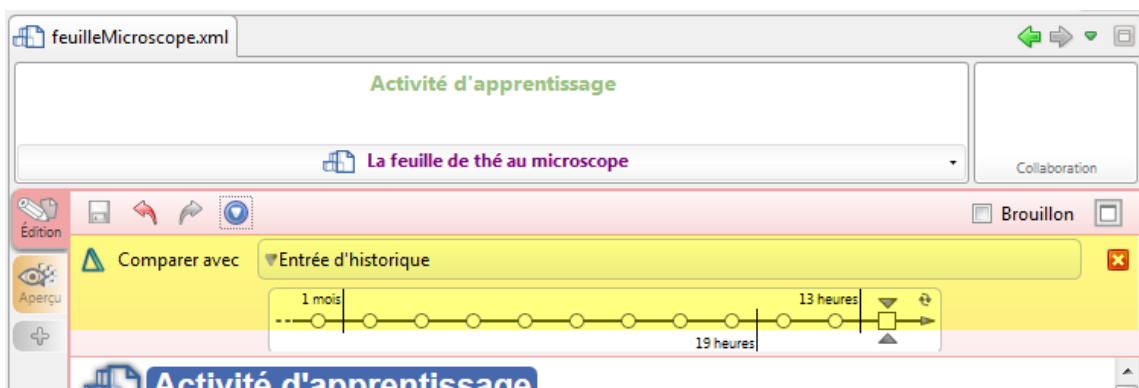 feuilleMicroscope.xml
Activité d'apprentissage
La feuille de thé au microscope
Collaboration
Édition
Brouillon
Comparer avec
Entrée d'historique
Aperçu
1 mois
13 heures
19 heures
Activité d'apprentissage